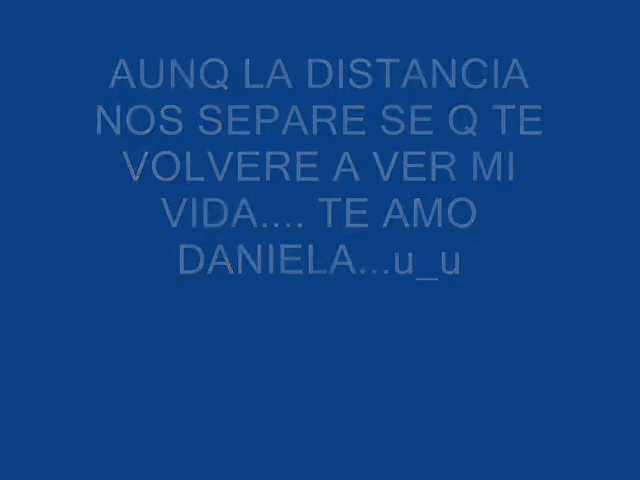 AUNQ LA DISTANCIA
NOS SEPARE SE Q TE
VOLVERE A VER MI
VIDA.... TE AMO
DANIELA...u_u